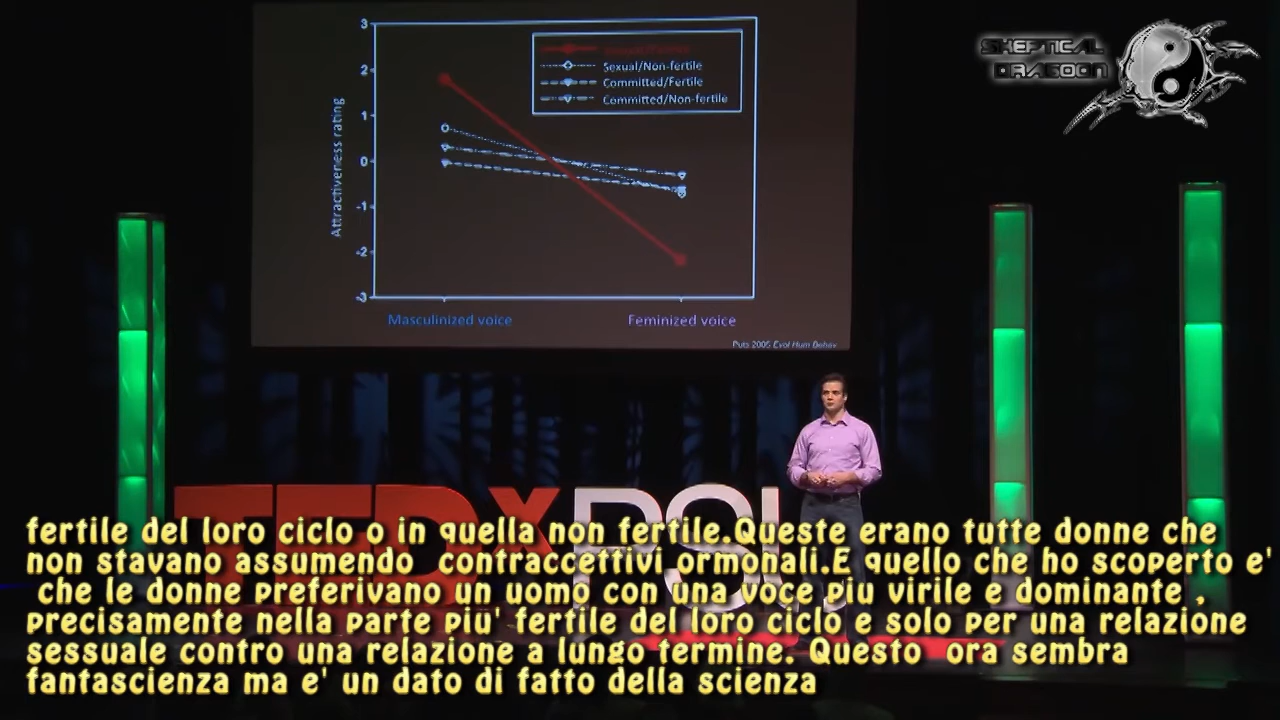 SKEPTICAL
DRAGOON
3
2
1
0
-1
-2
-3
Attractiveness rating
Sexual/Non-fertile
Committed/Fertile
Committed/Non-fertile
Masculinized voice
Feminized voice
Puts 2005 Evol Hum Behav
TEDxPSU
fertile del loro ciclo o in quella non fertile.Queste erano tutte donne che
non stavano assumendo contraccettivi ormonali.E quello che ho scoperto e'
che le donne preferivano un uomo con una voce piu virile e dominante ,
precisamente nella parte piu' fertile del loro ciclo e solo per una relazione
sessuale contro una relazione a lungo termine. Questo ora sembra
fantascienza ma e' un dato di fatto della scienza